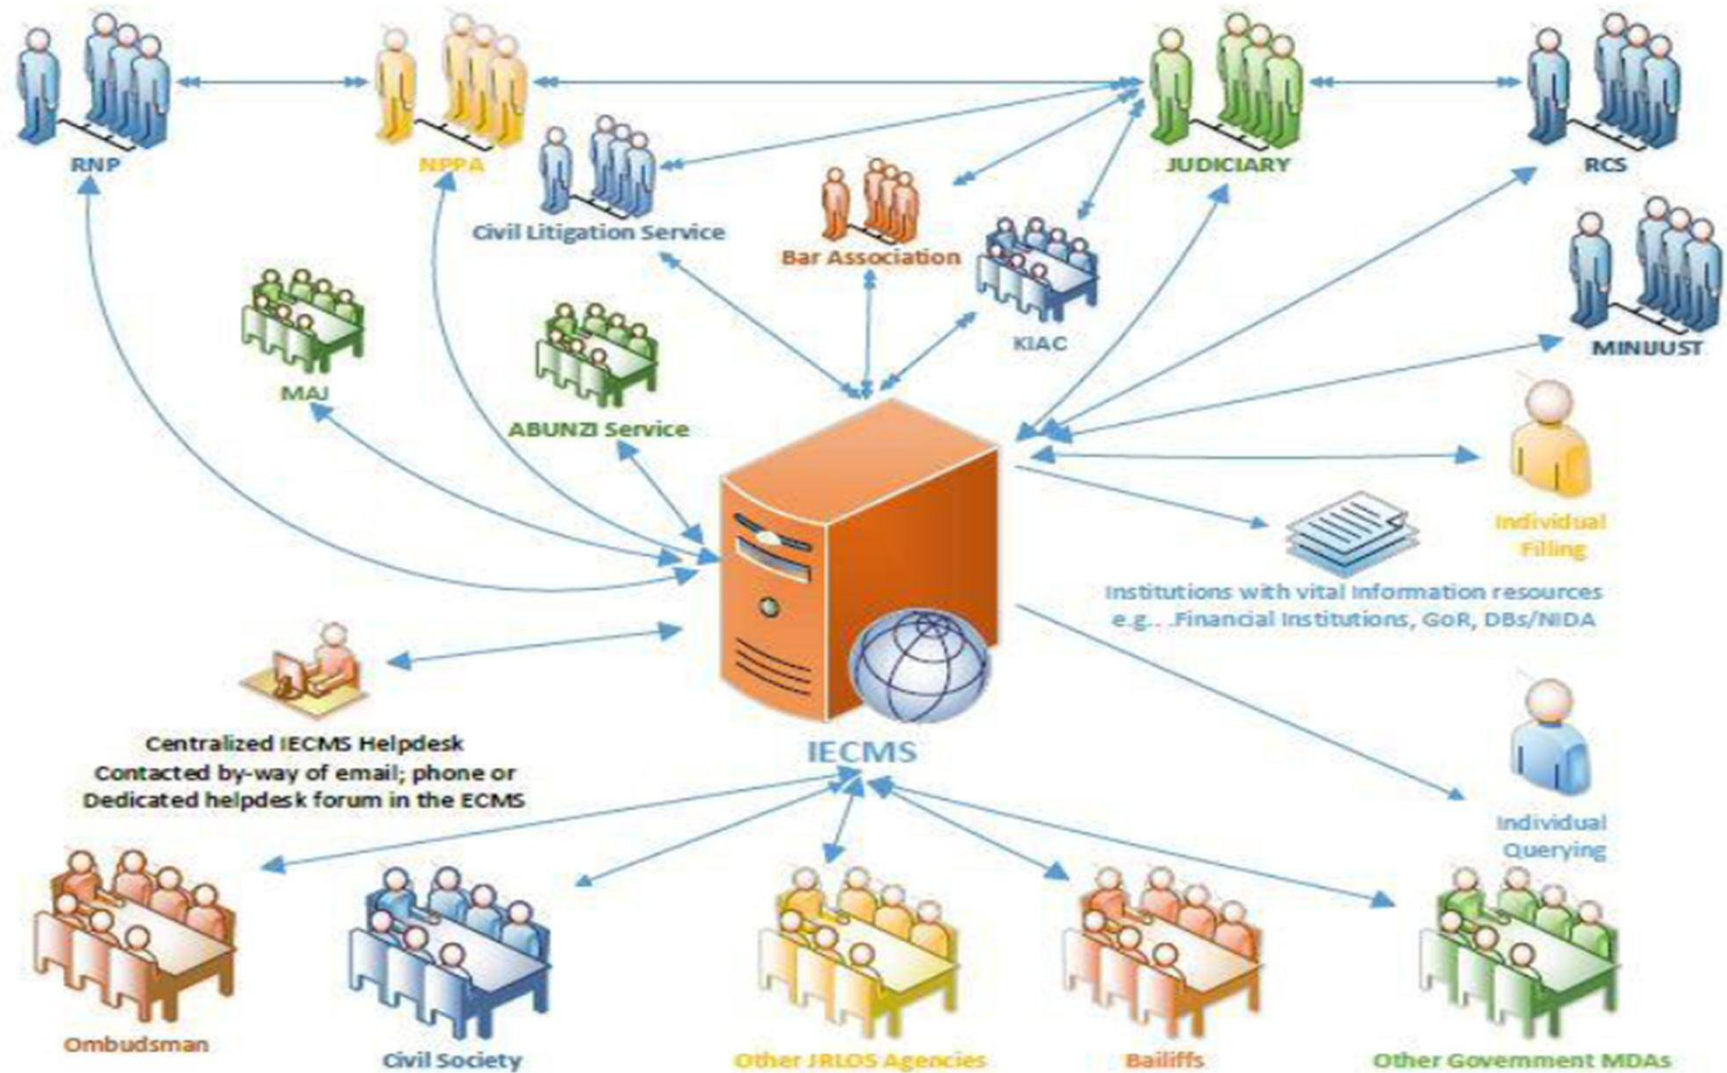 RNP
NPPA
JUDICIARY
RCS
Civil Litigation Service
Bar Association
KIAC
MINIJUST
MAJ
ABUNZI Service
Individual
Filling
Institutions with vital Information resources
e.g.. .Financial Institutions, GoR, DBs/NIDA
Centralized IECMS Helpdesk
Contacted by-way of email; phone or
Dedicated helpdesk forum in the ECMS
IECMS
Individual
Querying
Ombudsman
Civil Society
Other JRLOS Agencies
Bailiffs
Other Government MDAs